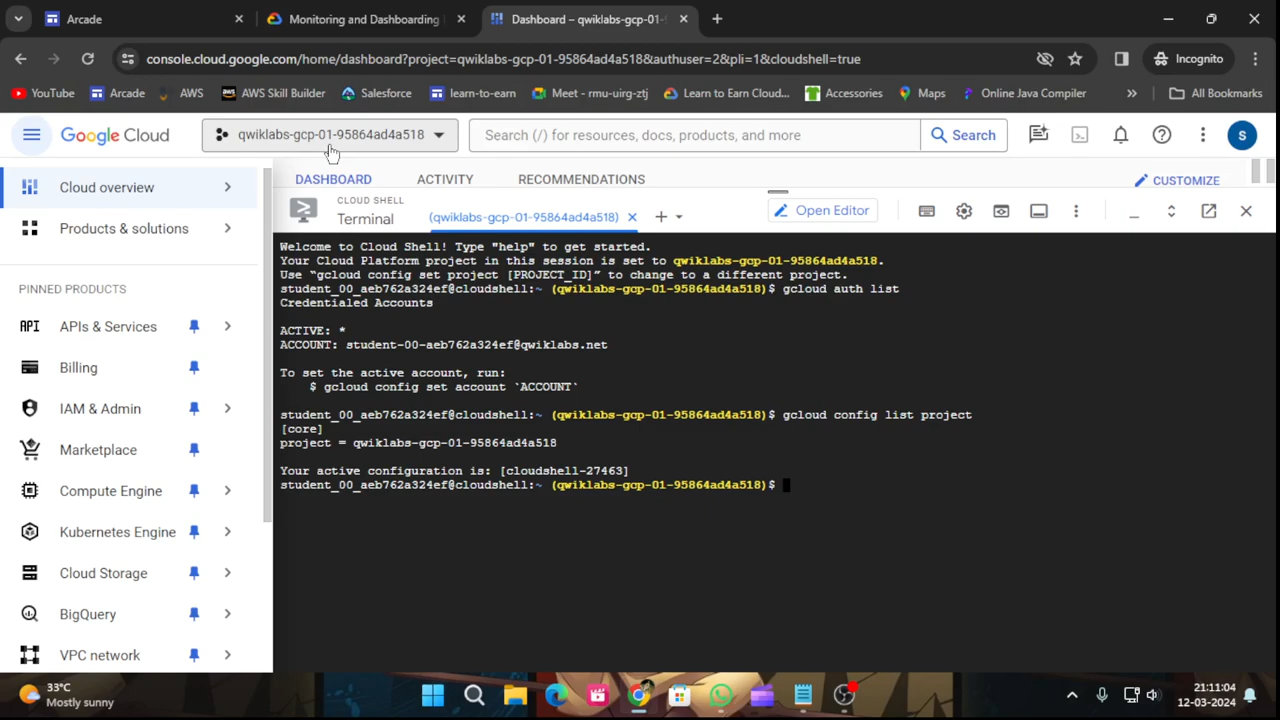 Arcade
Monitoring and Dashboarding
Dashboard – qwiklabs-gcp-01-
console.cloud.google.com/home/dashboard?project=qwiklabs-gcp-01-95864ad4a518&authuser=2&pli=1&cloudshell=true
Incognito
YouTube
Arcade
AWS
AWS Skill Builder
Salesforce
learn-to-earn
Meet - rmu-uirg-ztj
Learn to Earn Cloud...
Accessories
Maps
Online Java Compiler
»
All Bookmarks
Google Cloud
qwiklabs-gcp-01-95864ad4a518
Search (/) for resources, docs, products, and more
Search
S
Cloud overview
Products & solutions
PINNED PRODUCTS
API APIs & Services
Billing
IAM & Admin
Marketplace
Compute Engine
Kubernetes Engine
Cloud Storage
BigQuery
VPC network
DASHBOARD
ACTIVITY
RECOMMENDATIONS
CUSTOMIZE
CLOUD SHELL
Terminal
(qwiklabs-gcp-01-95864ad4a518)
Open Editor
Welcome to Cloud Shell! Type "help" to get started.
Your Cloud Platform project in this session is set to qwiklabs-gcp-01-95864ad4a518.
Use “gcloud config set project [PROJECT_ID]” to change to a different project.
student_00_aeb762a324ef@cloudshell:~ (qwiklabs-gcp-01-95864ad4a518)$ gcloud auth list
Credentialed Accounts
ACTIVE: *
ACCOUNT: student-00-aeb762a324ef@qwiklabs.net
To set the active account, run:
$ gcloud config set account `ACCOUNT`
student_00_aeb762a324ef@cloudshell:~ (qwiklabs-gcp-01-95864ad4a518)$ gcloud config list project
[core]
project = qwiklabs-gcp-01-95864ad4a518
Your active configuration is: [cloudshell-27463]
student_00_aeb762a324ef@cloudshell:~ (qwiklabs-gcp-01-95864ad4a518)$
33°C
Mostly sunny
21:11:04
12-03-2024